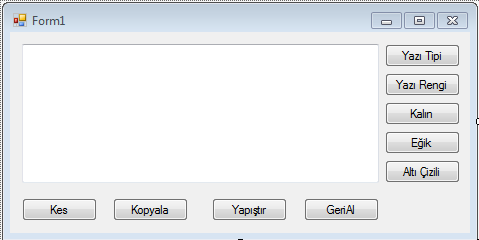 Form1
Yazı Tipi
Yazı Rengi
Kalın
Eğik
Altı Çizili
Kes
Kopyala
Yapıştır
GeriAl